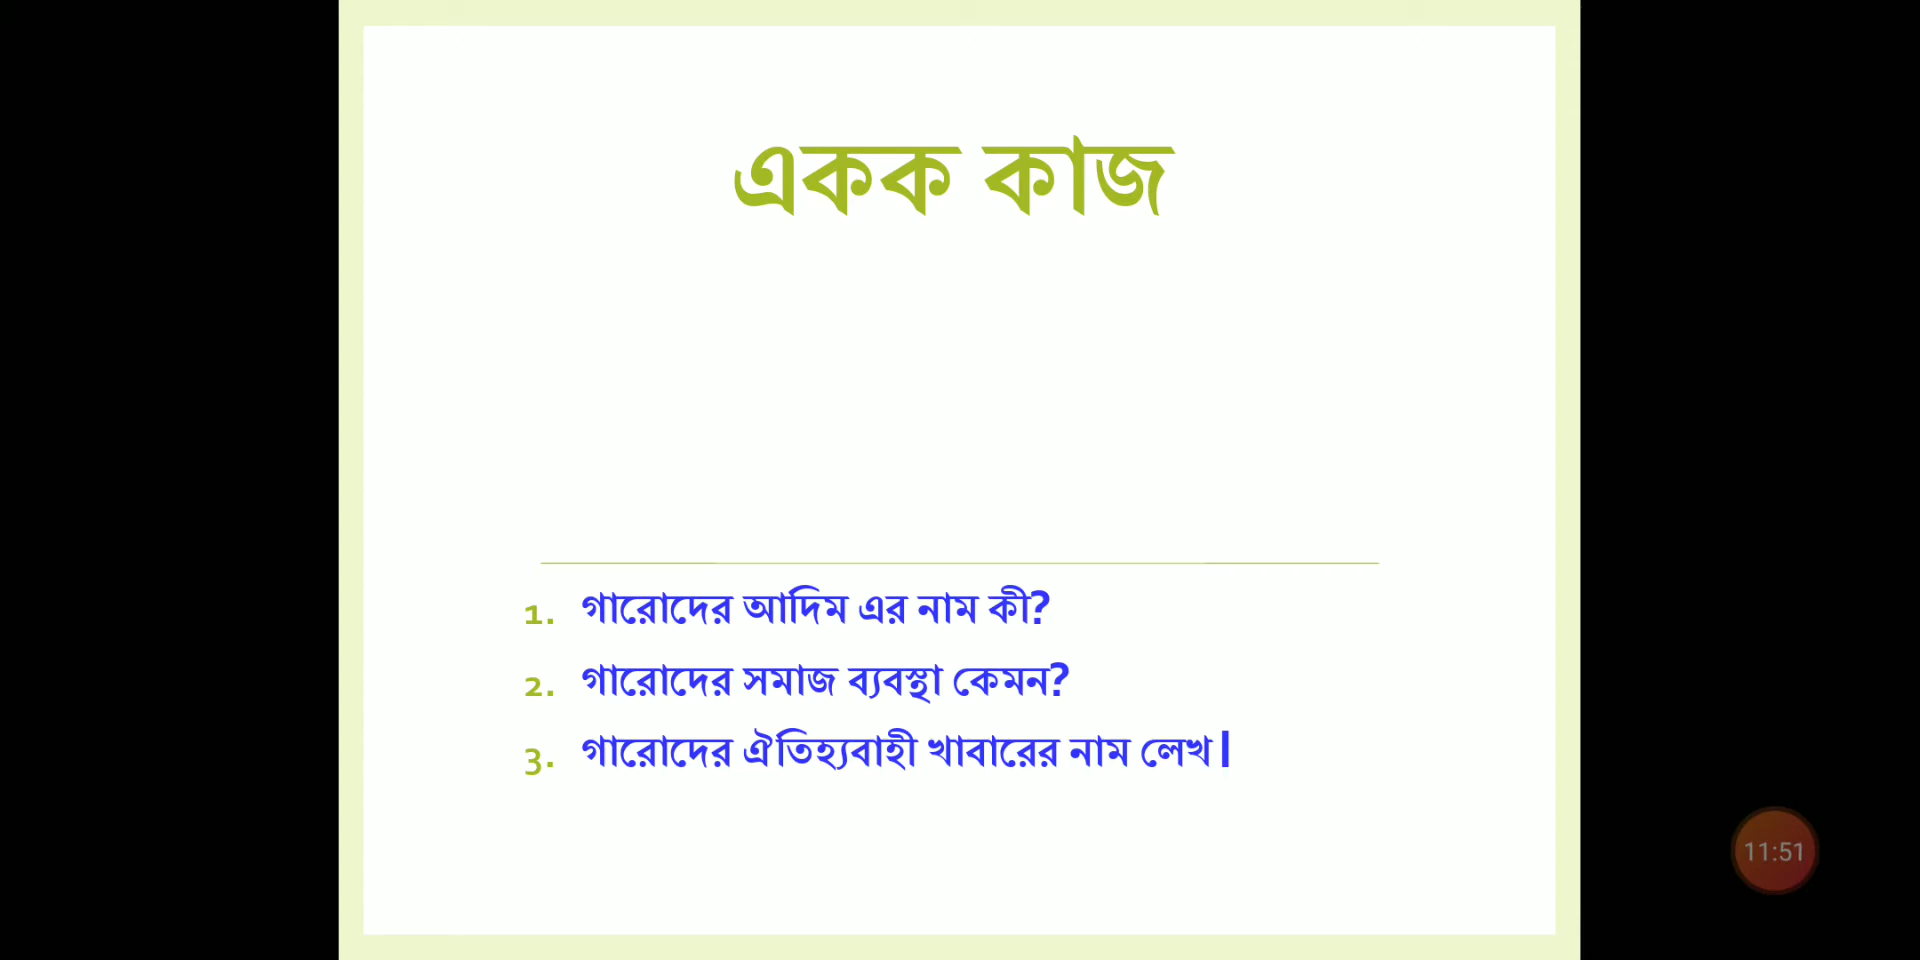 একক কাজ
1. গারোদের আদিম এর নাম কী?
2. গারোদের সমাজ ব্যবস্থা কেমন?
3. গারোদের ঐতিহ্যবাহী খাবারের নাম লেখ|
11:51